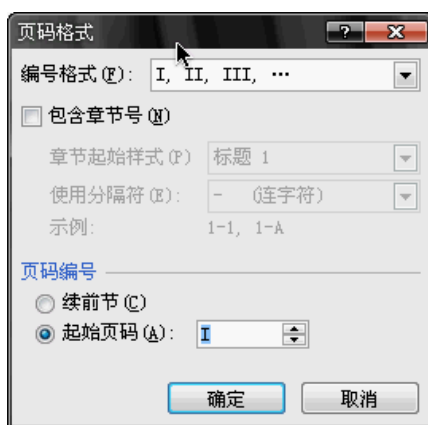 页码格式
编号格式(F): I, II, III, …
包含章节号(N)
章节起始样式(P) 标题 1
使用分隔符(E): - (连字符)
示例: 1-1, 1-A
页码编号
续前节(C)
起始页码(A): I
确定 取消